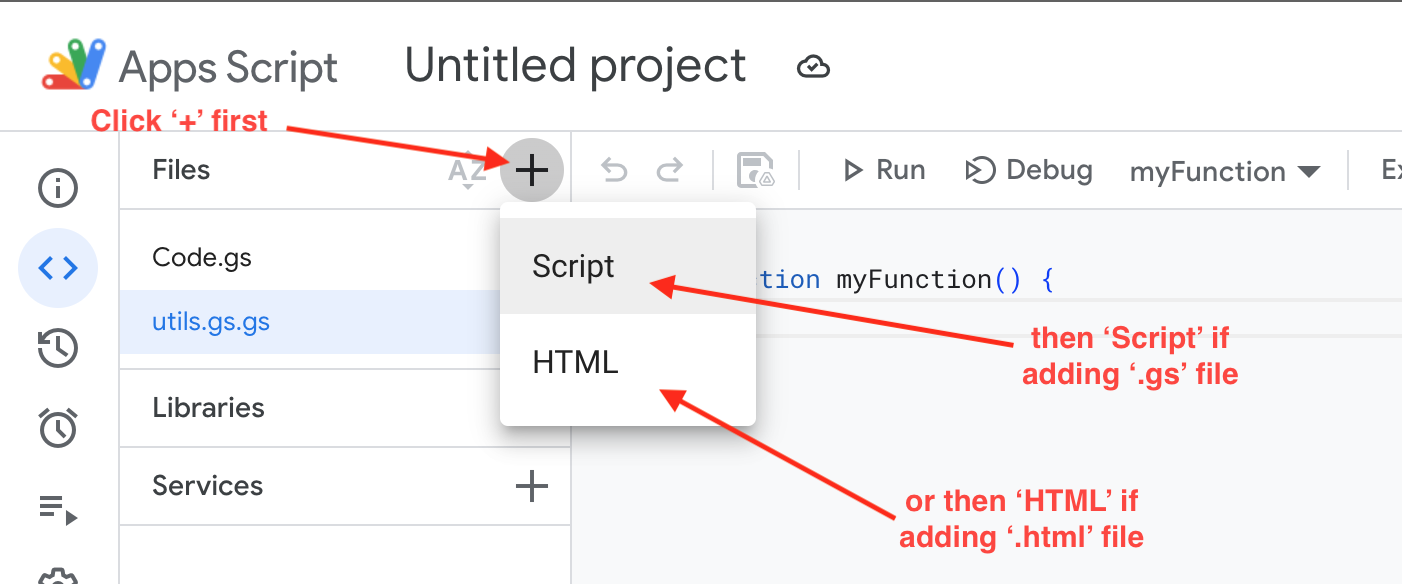 Apps Script Untitled project
Click ‘+’ first
Files AZ Run Debug myFunction
Code.gs
utils.gs.gs
Script
HTML
tion myFunction() {
then ‘Script’ if
adding ‘.gs’ file
Libraries
Services
or then ‘HTML’ if
adding ‘.html’ file